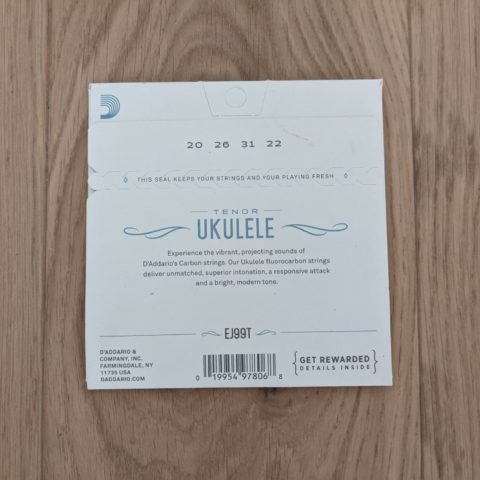 20 26 31 22
THIS SEAL KEEPS YOUR STRINGS AND YOUR PLAYING FRESH
TENOR
UKULELE
Experience the vibrant, projecting sounds of
D'Addario's Carbon strings. Our Ukulele fluorocarbon strings
deliver unmatched, superior intonation, a responsive attack
and a bright, modern tone.
EJ99T
D'ADDARIO &
COMPANY, INC.
FARMINGDALE, NY
11735 USA
DADDARIO.COM
0 19954 97806 8
GET REWARDED
DETAILS INSIDE